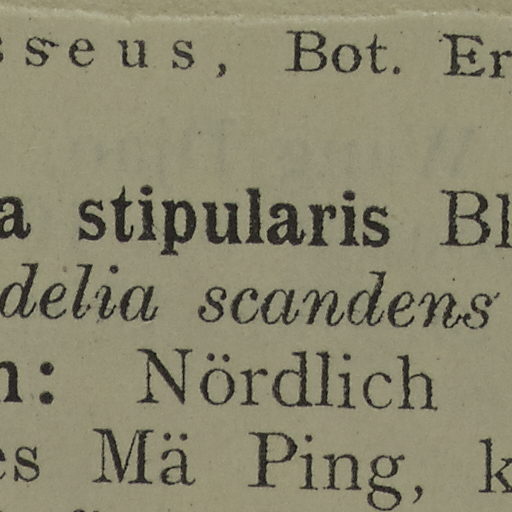 sseus, Bot. Er
a stipularis Bl
delia scandens
n: Nördlich
es Mä Ping, k